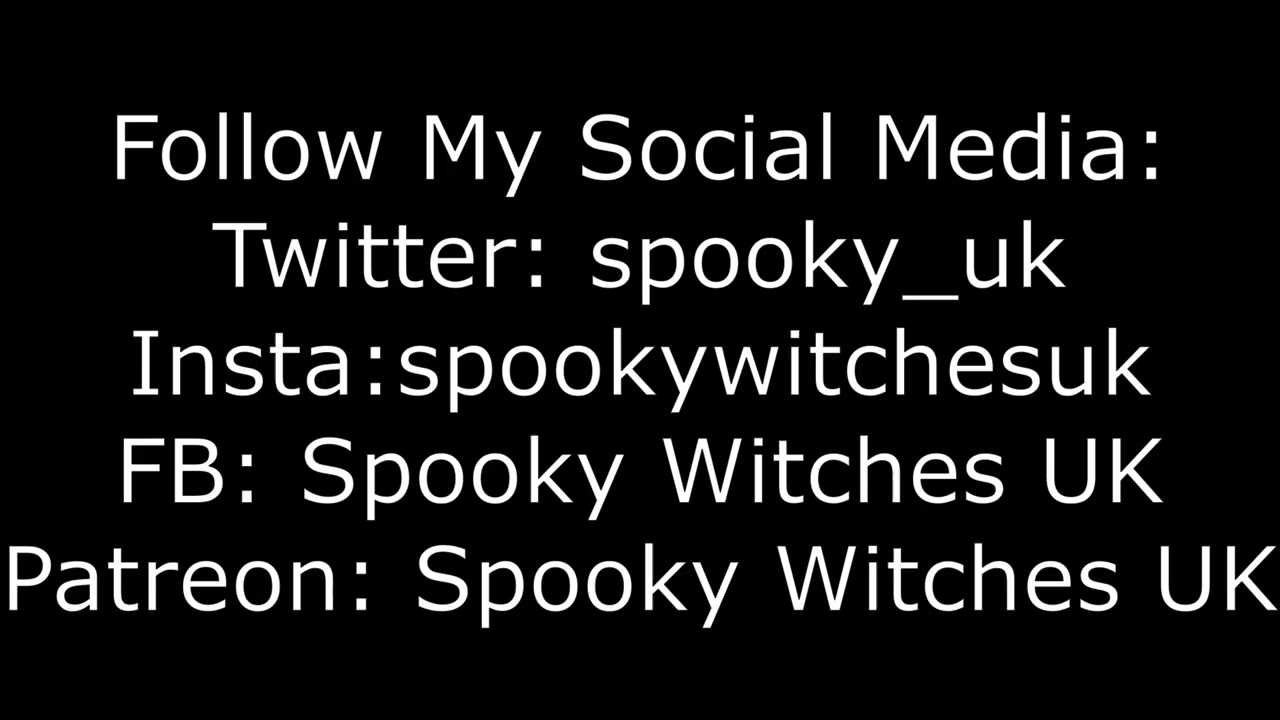 Follow My Social Media:
Twitter: spooky_uk
Insta:spookywitchesuk
FB: Spooky Witches UK
Patreon: Spooky Witches UK